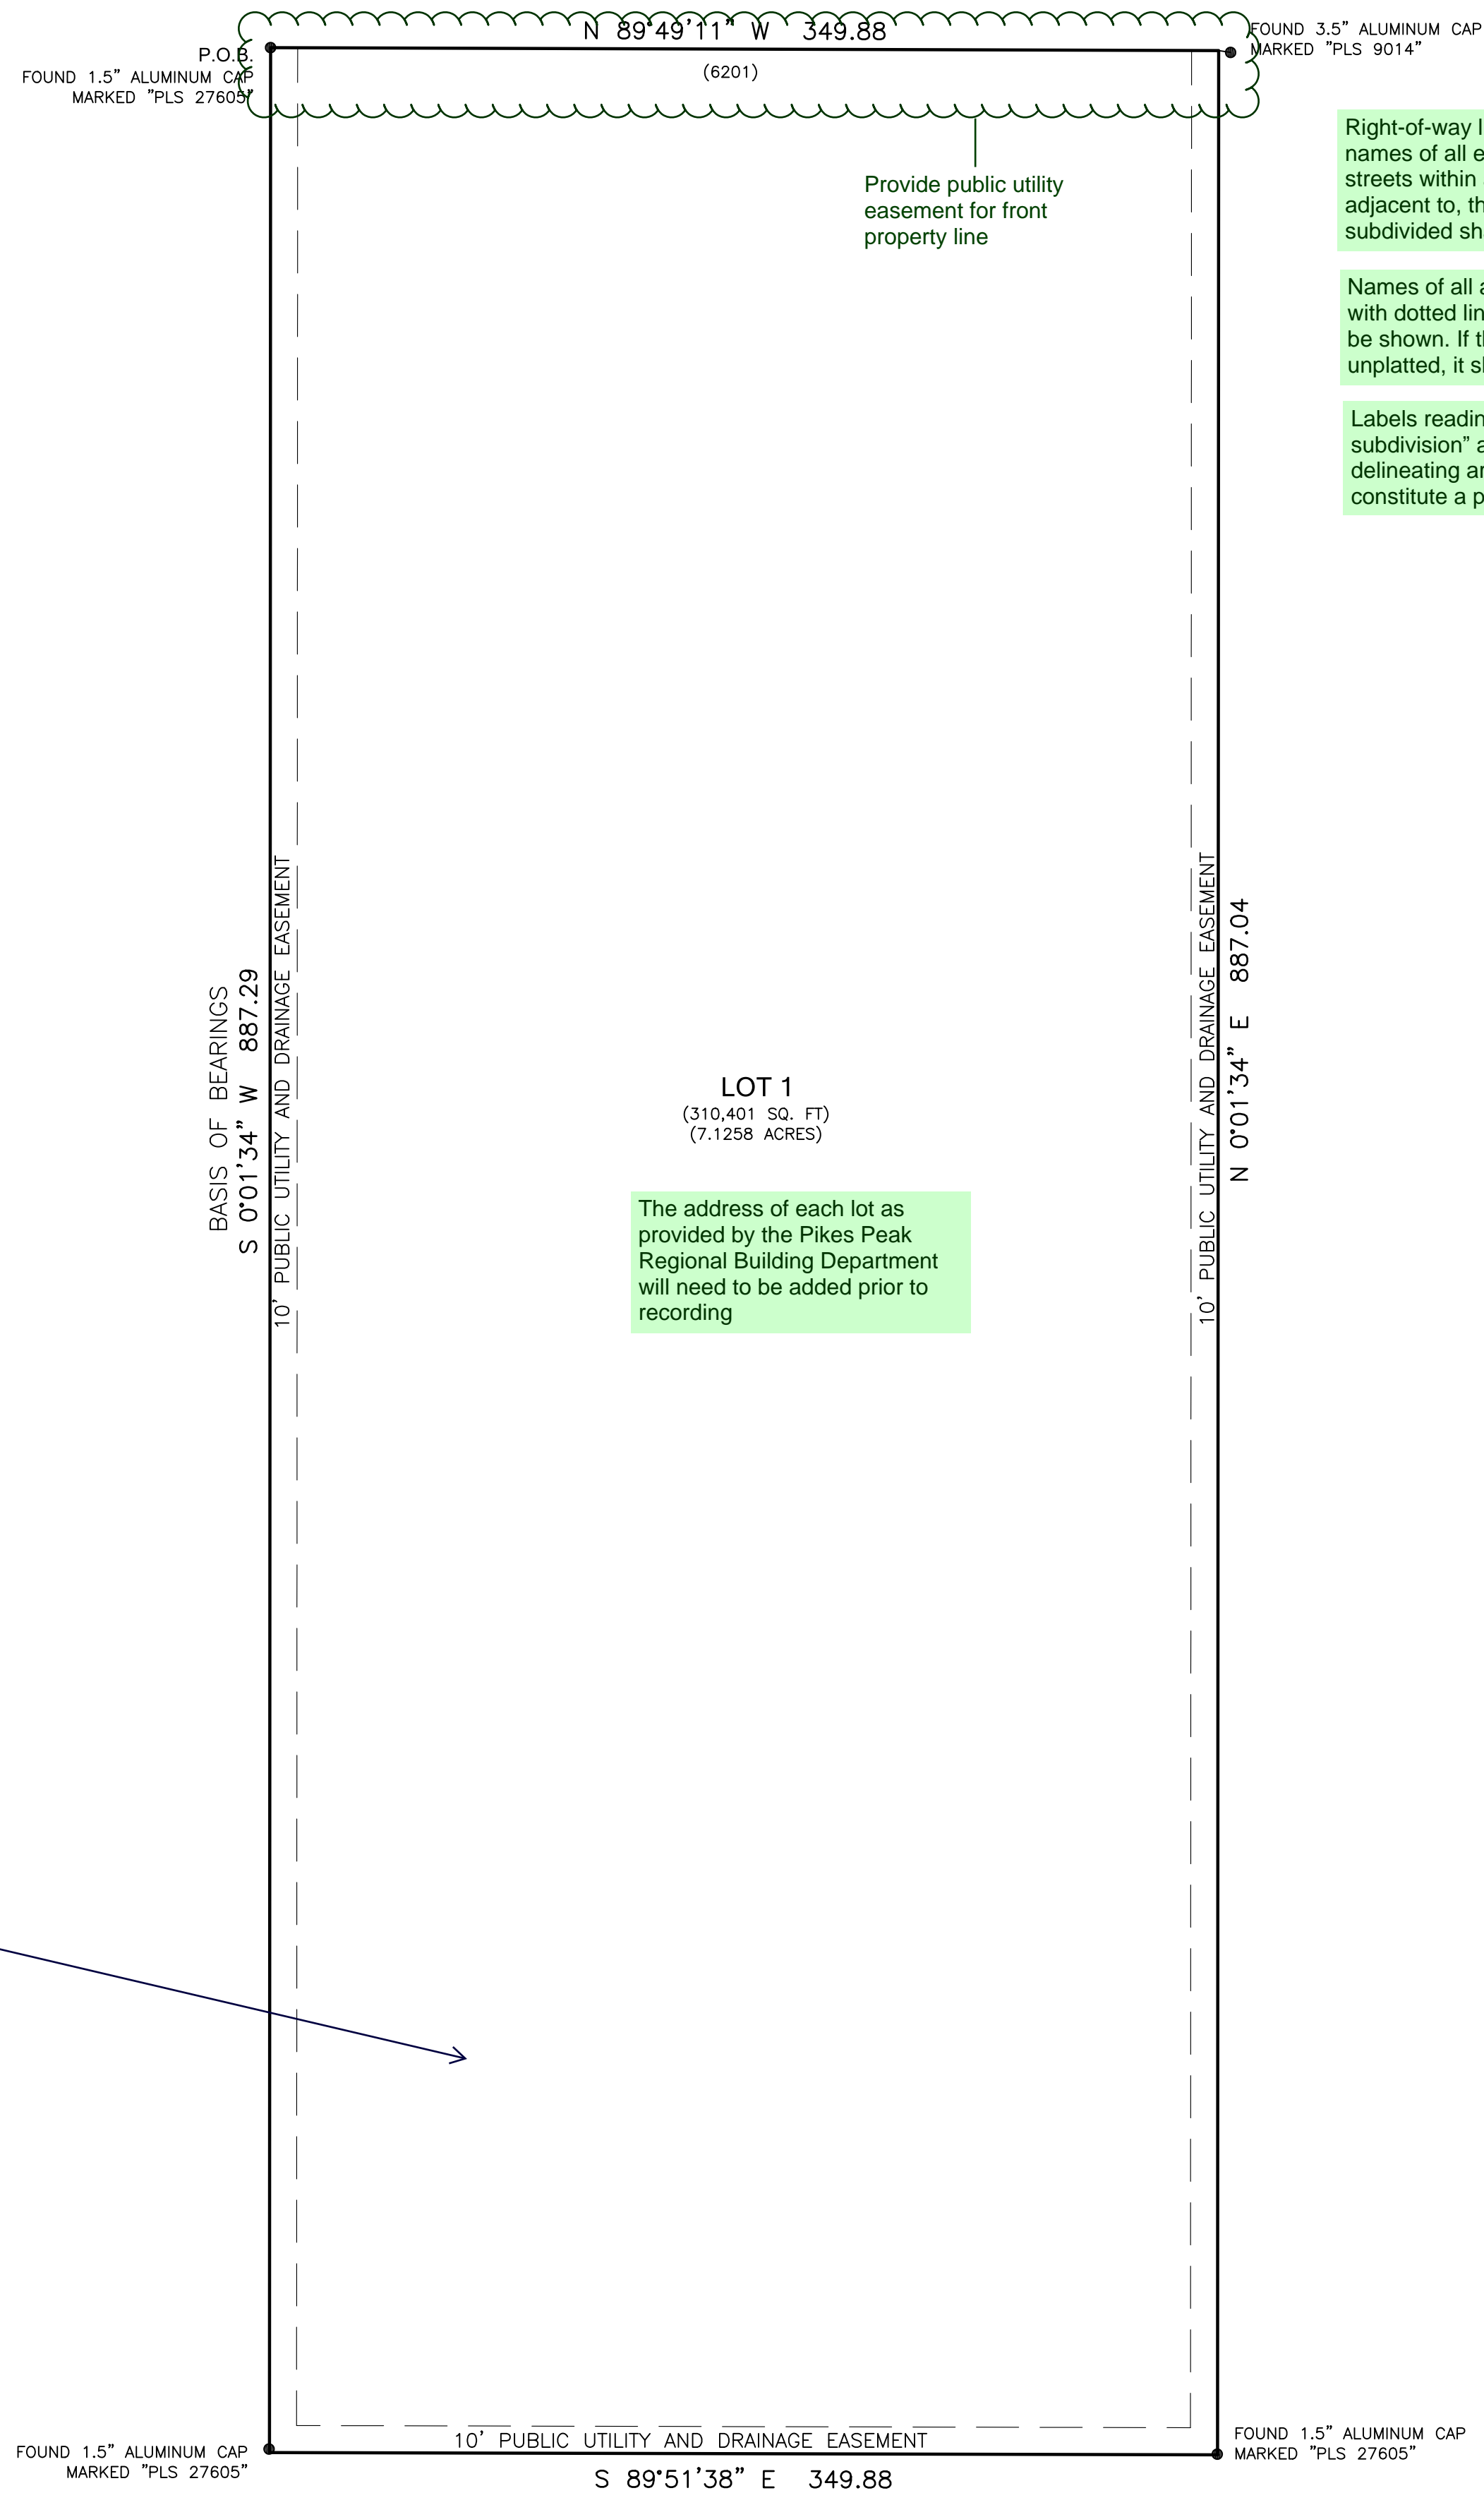 N 89°49'11" W 349.88
P.O.B.
FOUND 1.5" ALUMINUM CAP
MARKED "PLS 27605"
FOUND 3.5" ALUMINUM CAP
MARKED "PLS 9014"
(6201)
Provide public utility
easement for front
property line
Right-of-way
names of all
streets within
adjacent to,
subdivided
Names of all
with dotted
be shown. If
unplatted, it
Labels
subdivision”
delineating
constitute a
BASIS OF BEARINGS
S 0°01'34" W 887.29
10' PUBLIC UTILITY AND DRAINAGE EASEMENT
10' PUBLIC UTILITY AND DRAINAGE EASEMENT
N 0°01'34" E 887.04
LOT 1
(310,401 SQ. FT)
(7.1258 ACRES)
The address of each lot as
provided by the Pikes Peak
Regional Building Department
will need to be added prior to
recording
10' PUBLIC UTILITY AND DRAINAGE EASEMENT
FOUND 1.5" ALUMINUM CAP
MARKED "PLS 27605"
FOUND 1.5" ALUMINUM CAP
MARKED "PLS 27605"
S 89°51'38" E 349.88